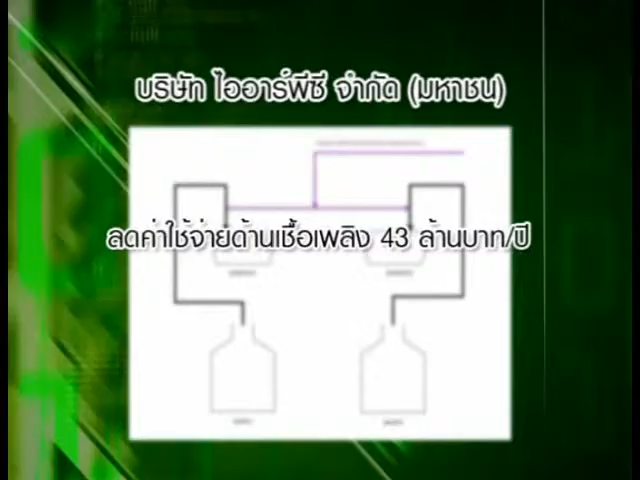 บริษัท ไออาร์พีซี จำกัด (มหาชน)
ลดค่าใช้จ่ายด้านเชื้อเพลิง 43 ล้านบาท/ปี